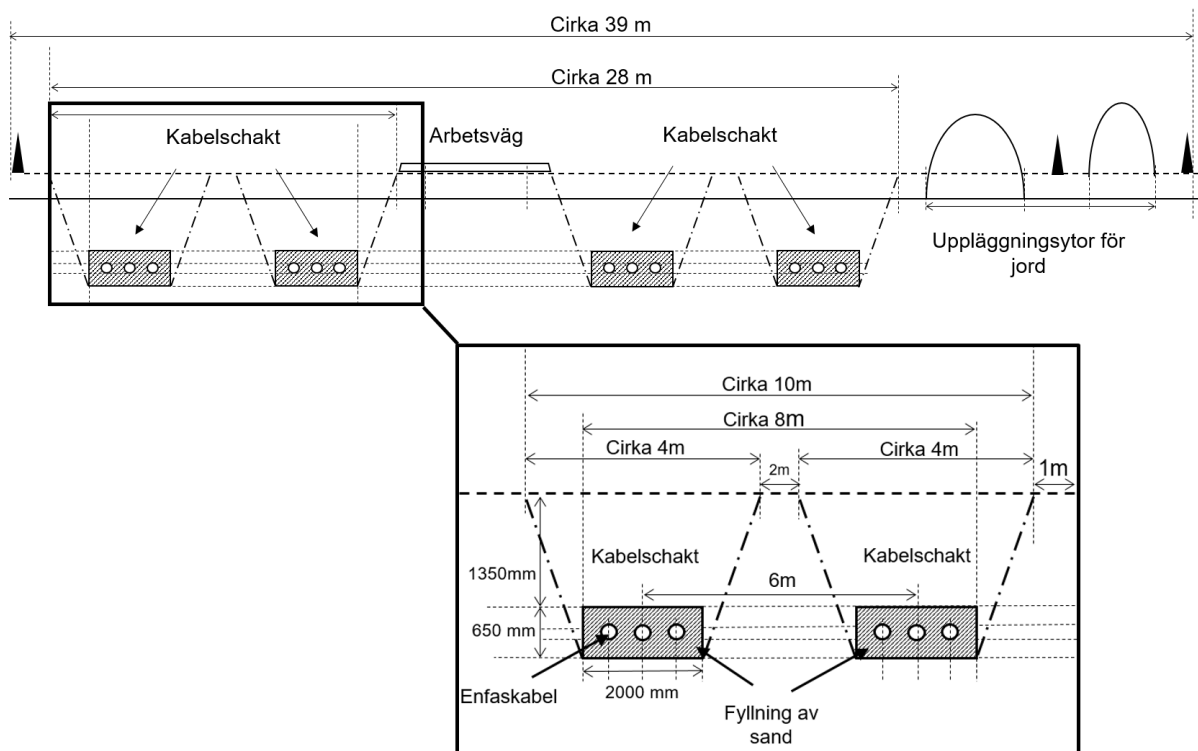 Cirka 39 m
Cirka 28 m
Kabelschakt
Arbetsväg
Kabelschakt
Uppläggningsytor för
jord
Cirka 10m
Cirka 8m
Cirka 4m
2m
Cirka 4m
1m
Kabelschakt
Kabelschakt
1350mm
6m
650 mm
Enfaskabel
2000 mm
Fyllning av
sand